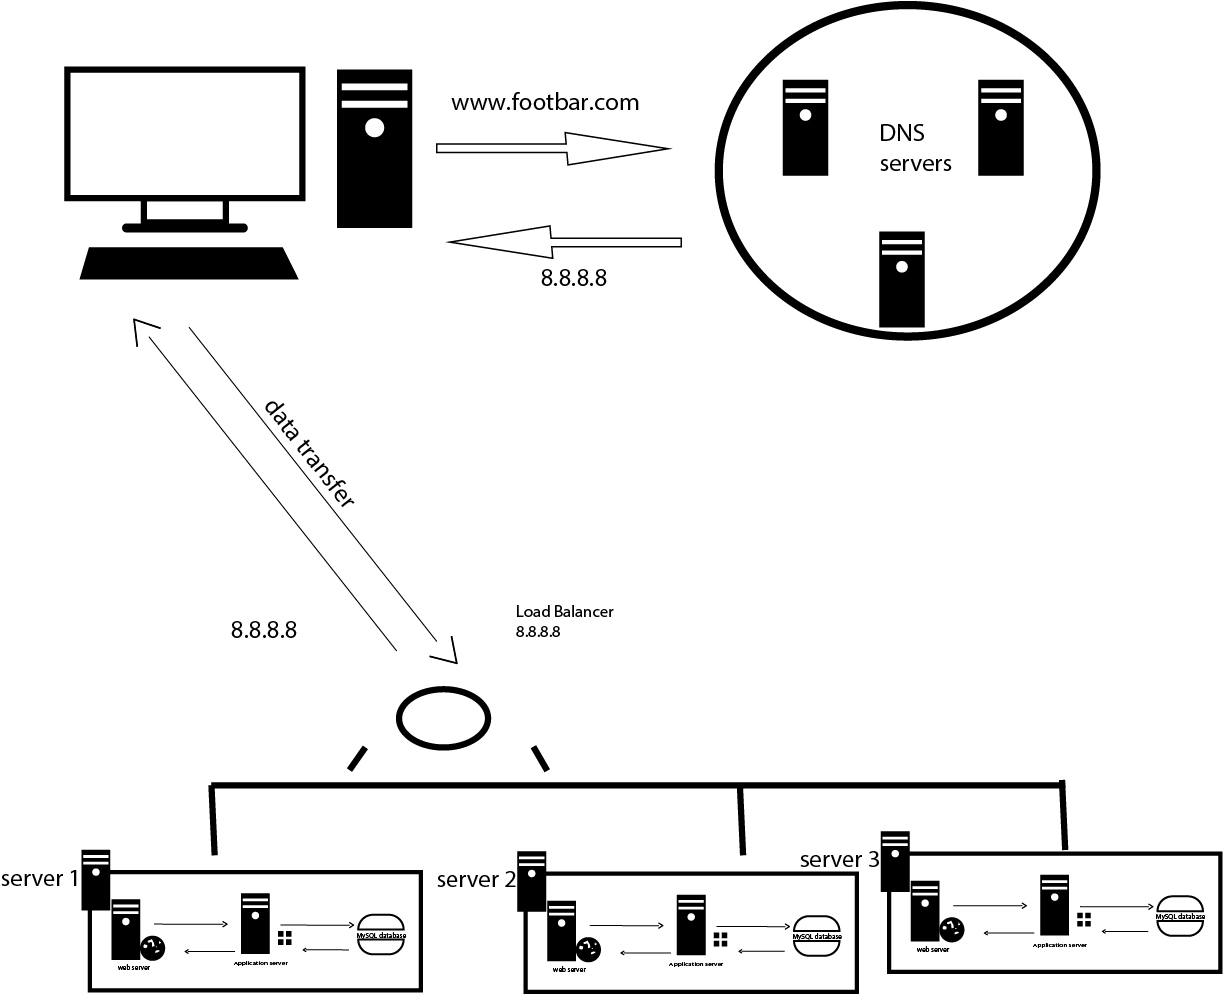 www.footbar.com
DNS
servers
8.8.8.8
data transfer
8.8.8.8
Load Balancer
8.8.8.8
server 1
web server
Application server
MySQL database
server 2
web server
Application server
MySQL database
server 3
web server
Application server
MySQL database